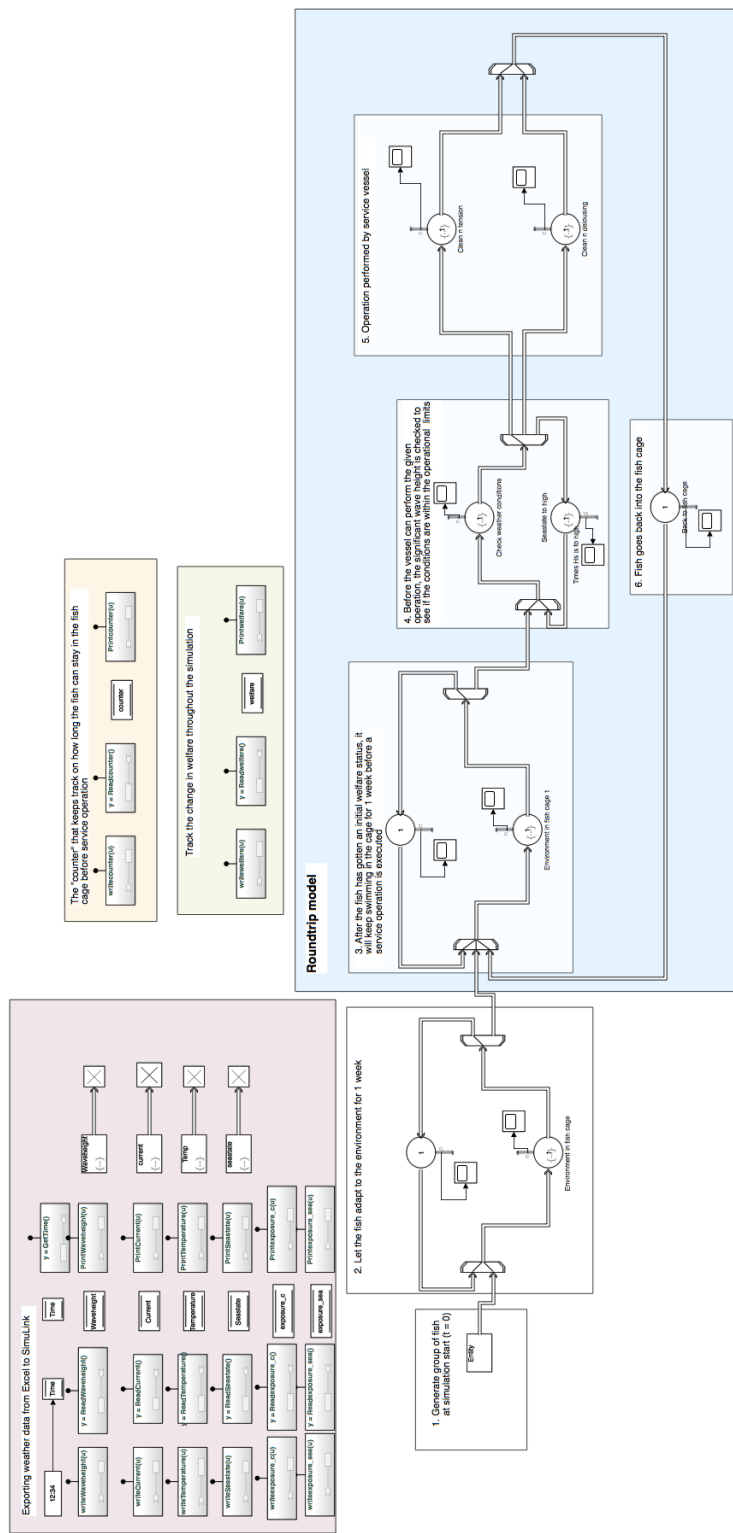 Exporting weather data from Excel to SimuLink
12:34
Time
Time
y = GetTime()
writeWaveheight(u)
y = ReadWaveheight()
Waveheight
PrintWaveheight(u)
Waveheight
{...}
writeCurrent(u)
y = ReadCurrent()
Current
PrintCurrent(u)
current
{...}
writeTemperature(u)
y = ReadTemperature()
Temperature
PrintTemperature(u)
Temp
{...}
writeSeastate(u)
y = ReadSeastate()
Seastate
PrintSeastate(u)
seastate
{...}
writeexposure_c(u)
y = Readexposure_c()
exposure_c
Printexposure_c(u)
writeexposure_sea(u)
y = Readexposure_sea()
exposure_sea
Printexposure_sea(u)
The "counter" that keeps track on how long the fish can stay in the fish
cage before service operation
writecounter(u)
y = Readcounter()
counter
Printcounter(u)
Track the change in welfare throughout the simulation
writewelfare(u)
y = Readwelfare()
welfare
Printwelfare(u)
1. Generate group of fish
at simulation start (t = 0)
Entity
2. Let the fish adapt to the environment for 1 week
1
{..1}
Environment in fish cage
Roundtrip model
3. After the fish has gotten an initial welfare status, it
will keep swimming in the cage for 1 week before a
service operation is executed
1
{..1}
Environment in fish cage 1
4. Before the vessel can perform the given
operation, the significant wave height is checked to
see if the conditions are within the operational limits
{..1}
Check weather conditions
Seastate to high
{..1}
Times Hs is to high
5. Operation performed by service vessel
{..1}
Clean n tension
{..1}
Clean n delousing
6. Fish goes back into the fish cage
1
Back to fish cage